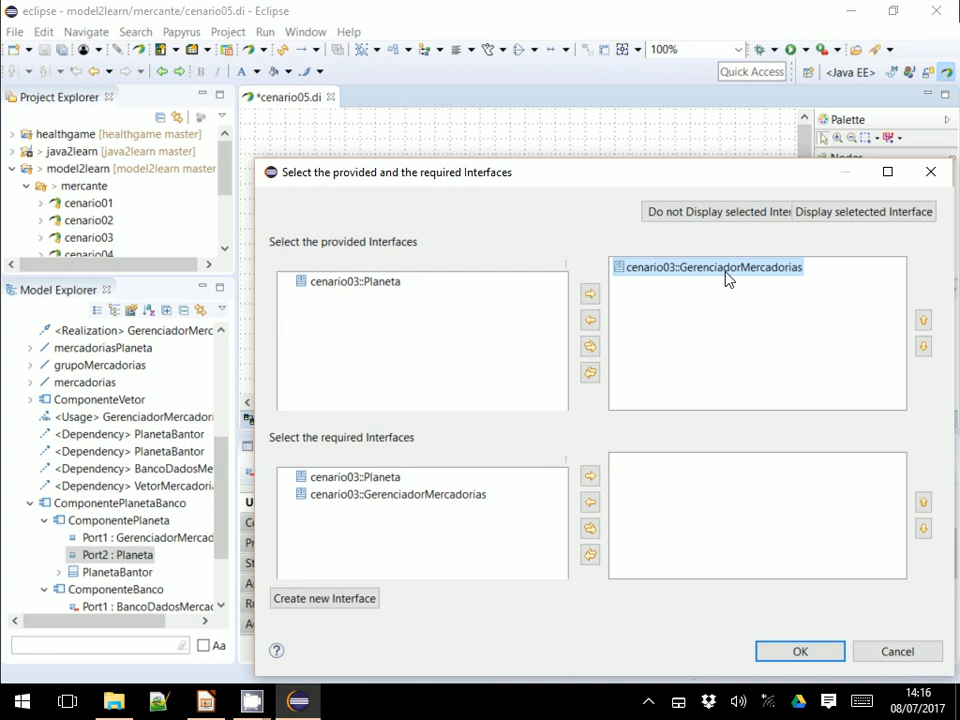 eclipse - model2learn/mercante/cenario05.di - Eclipse
File Edit Navigate Search Papyrus Project Run Window Help
100%
B I A
Quick Access
<Java EE>
Project Explorer
*cenario05.di
Palette
healthgame [healthgame master]
> java2learn [java2learn master]
> model2learn [model2learn master
> mercante
cenario01
cenario02
cenario03
cenario04
Select the provided and the required Interfaces
Do not Display selected Inter
Display seletected Interface
Select the provided Interfaces
cenario03::Planeta
cenario03::GerenciadorMercadorias
Select the required Interfaces
cenario03::Planeta
cenario03::GerenciadorMercadorias
Create new Interface
OK
Cancel
Model Explorer
<Realization> GerenciadorMerc
mercadoriasPlaneta
grupoMercadorias
mercadorias
ComponenteVetor
<Usage> GerenciadorMercador
<Dependency> PlanetaBantor
<Dependency> PlanetaBantor
<Dependency> BancoDadosMe
<Dependency> VetorMercadori
ComponentePlanetaBanco
ComponentePlaneta
Port1 : GerenciadorMercad
Port2 : Planeta
PlanetaBantor
ComponenteBanco
Port1 : BancoDadosMercac
Aa
14:16
08/07/2017